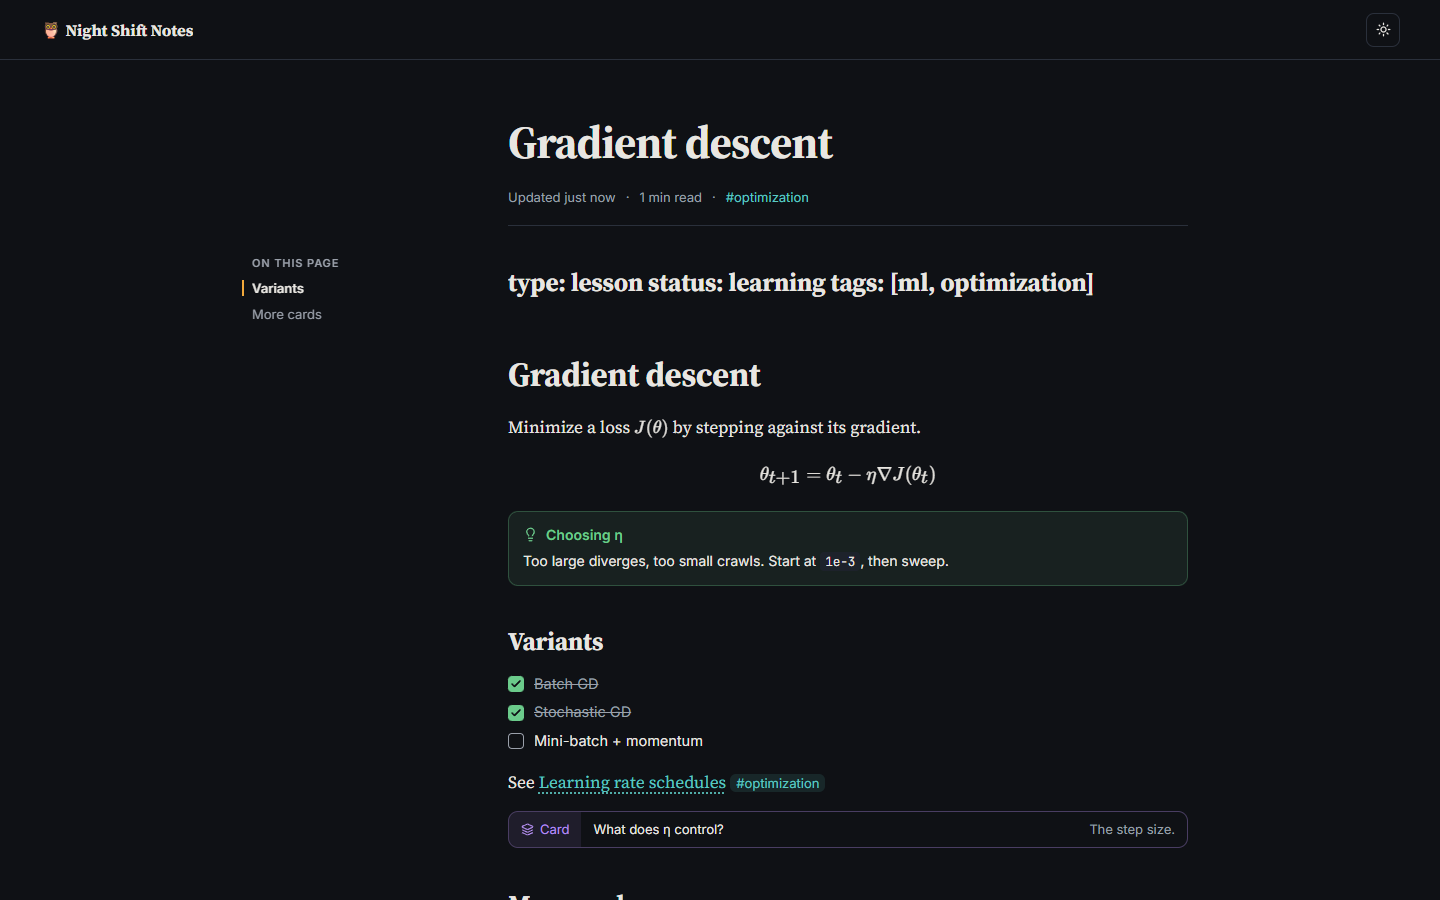 🦉 Night Shift Notes
Gradient descent
Updated just now · 1 min read · #optimization
ON THIS PAGE
Variants
More cards
type: lesson status: learning tags: [ml, optimization]
Gradient descent
Minimize a loss J(θ) by stepping against its gradient.
θ_{t+1} = θ_t − η∇J(θ_t)
Choosing η
Too large diverges, too small crawls. Start at 1e-3, then sweep.
Variants
Batch GD
Stochastic GD
Mini-batch + momentum
See Learning rate schedules #optimization
Card What does η control? The step size.